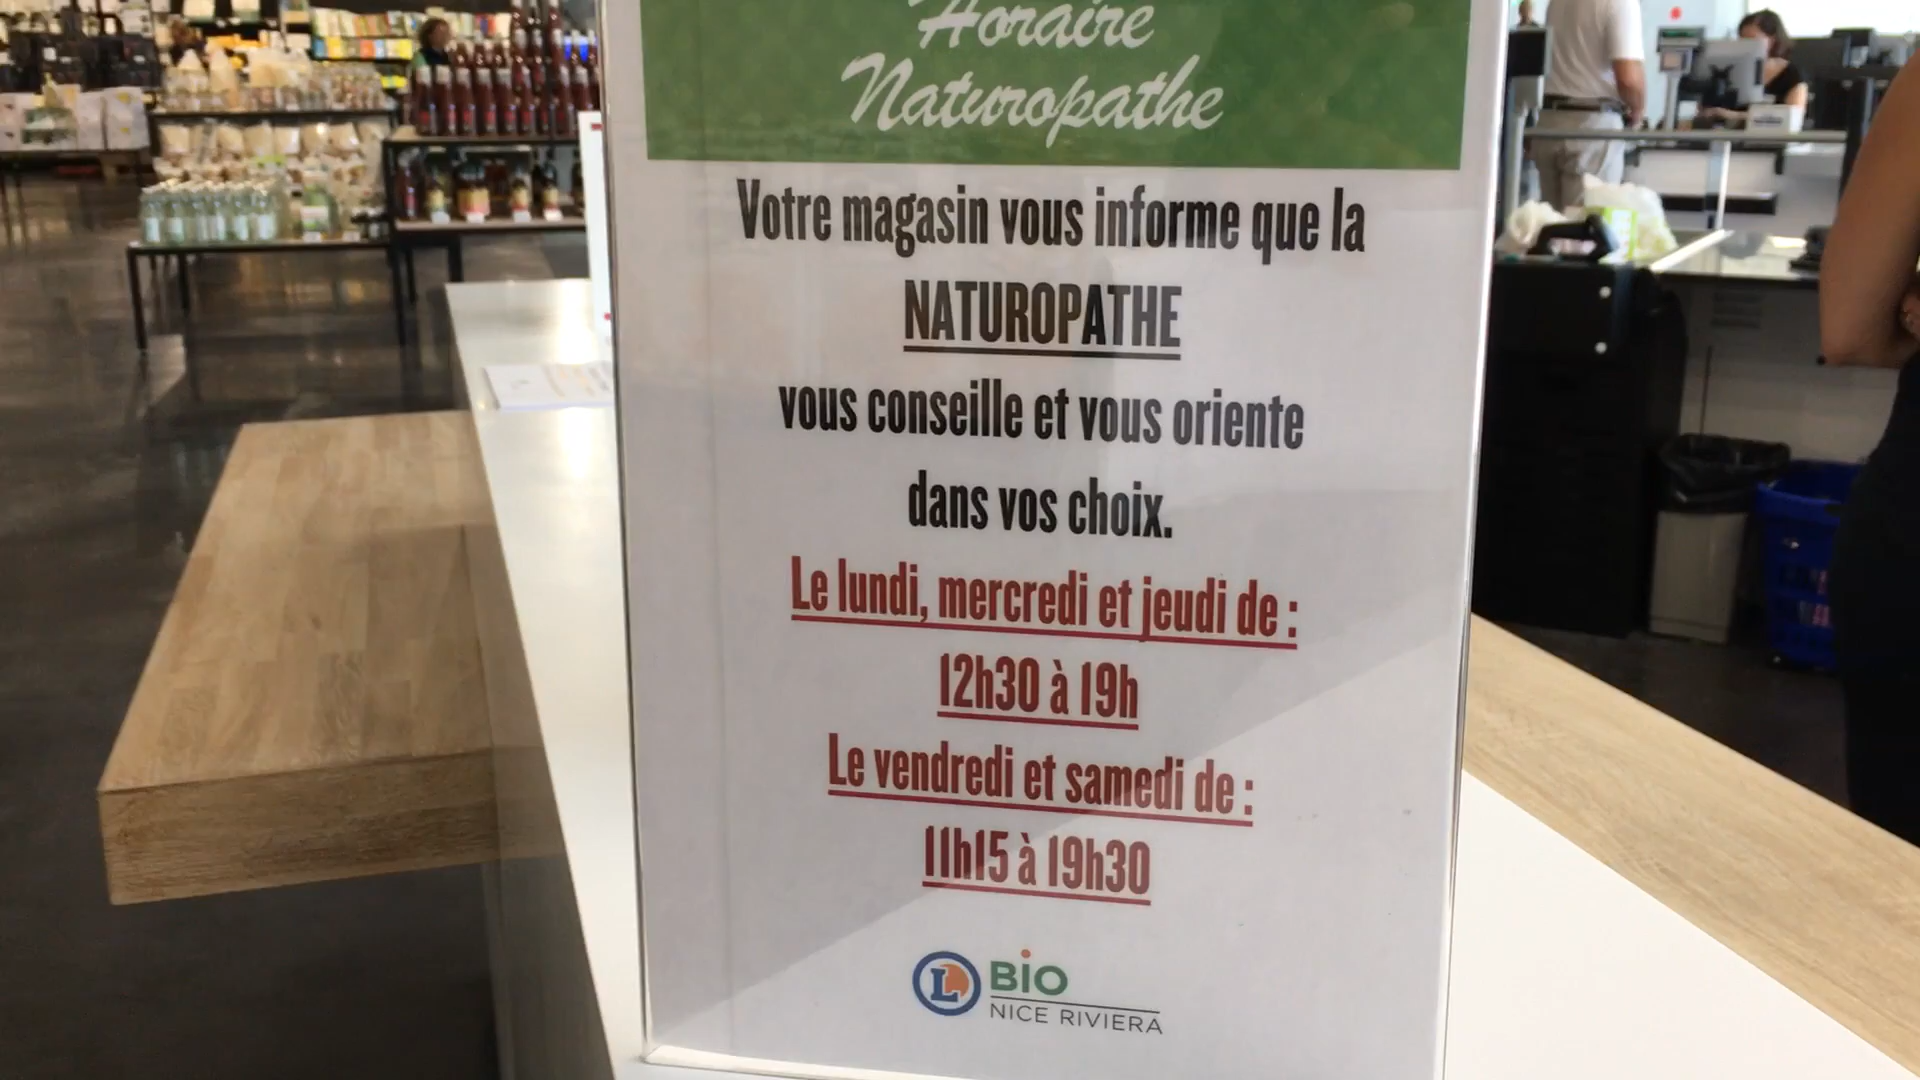 Horaire
Naturopathe
Votre magasin vous informe que la
NATUROPATHE
vous conseille et vous oriente
dans vos choix.
Le lundi, mercredi et jeudi de :
12h30 à 19h
Le vendredi et samedi de :
11h15 à 19h30
L BIO
NICE RIVIERA